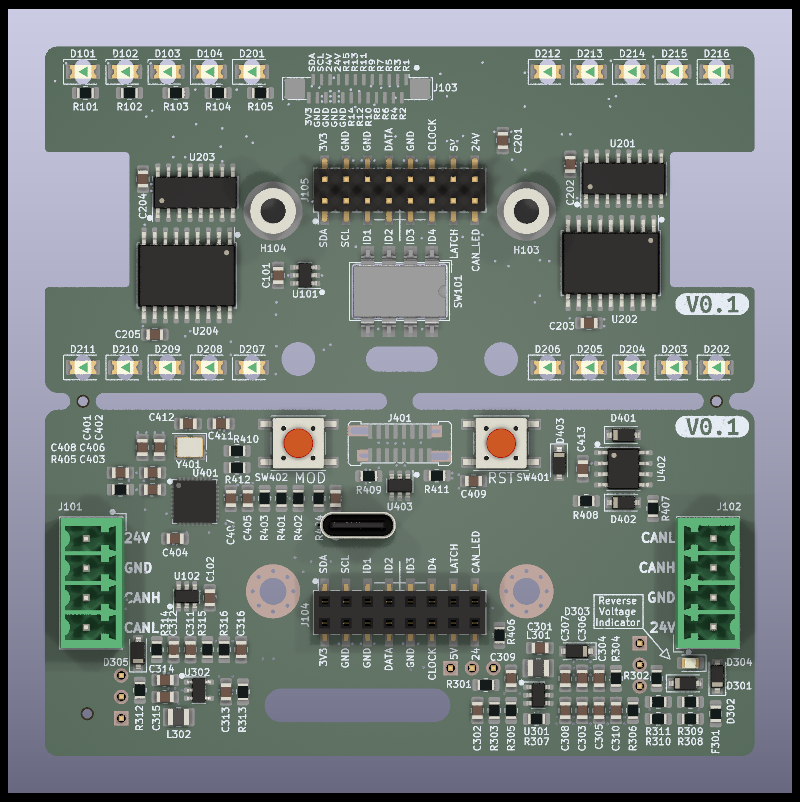 D101 D102 D103 D104 D201
SDA SCL 24V 24V R15 R13 R11 R9 R7 R5 R3 R1
D212 D213 D214 D215 D216
J103
R101 R102 R103 R104 R105
3V3 GND GND GND GND R14 R12 R10 R8 R6 R4 R2
3V3 GND GND DATA GND CLOCK 5V 24V
C201
U203
U201
C204
J105
C202
H104
H103
SDA SCL ID1 ID2 ID3 ID4 LATCH CAN_LED
C101
U101
SW101
V0.1
C205
U204
C203
U202
D211 D210 D209 D208 D207
D206 D205 D204 D203 D202
C401
C402
C412
C411
J401
D403
D401
V0.1
C408 C406
R405 C403
R410
Y401
C413
U402
U401
R412
SW402
MOD
RST
SW401
R409
R411
C409
U403
C407 C405 R403 R401 R402
R408
D402
R407
J101
J102
C404
24V
GND
CANH
CANL
CANL
CANH
GND
24V
SDA SCL ID1 ID2 ID3 ID4 LATCH CAN_LED
U102
C102
J104
Reverse
Voltage
Indicator
R314 C312 C311 R315 R316 C316
3V3 GND GND DATA GND CLOCK 5V 24V
R406
C301
L301
C307
D303
C306
C304
R304
D305
C314
U302
C309
R301
R302
D304
D301
R312
C315
L302
C313
R313
C302 R303 R305
U301
R307
C308 C303 C305 C310 R306
R311
R310
R309
R308
F301
D302